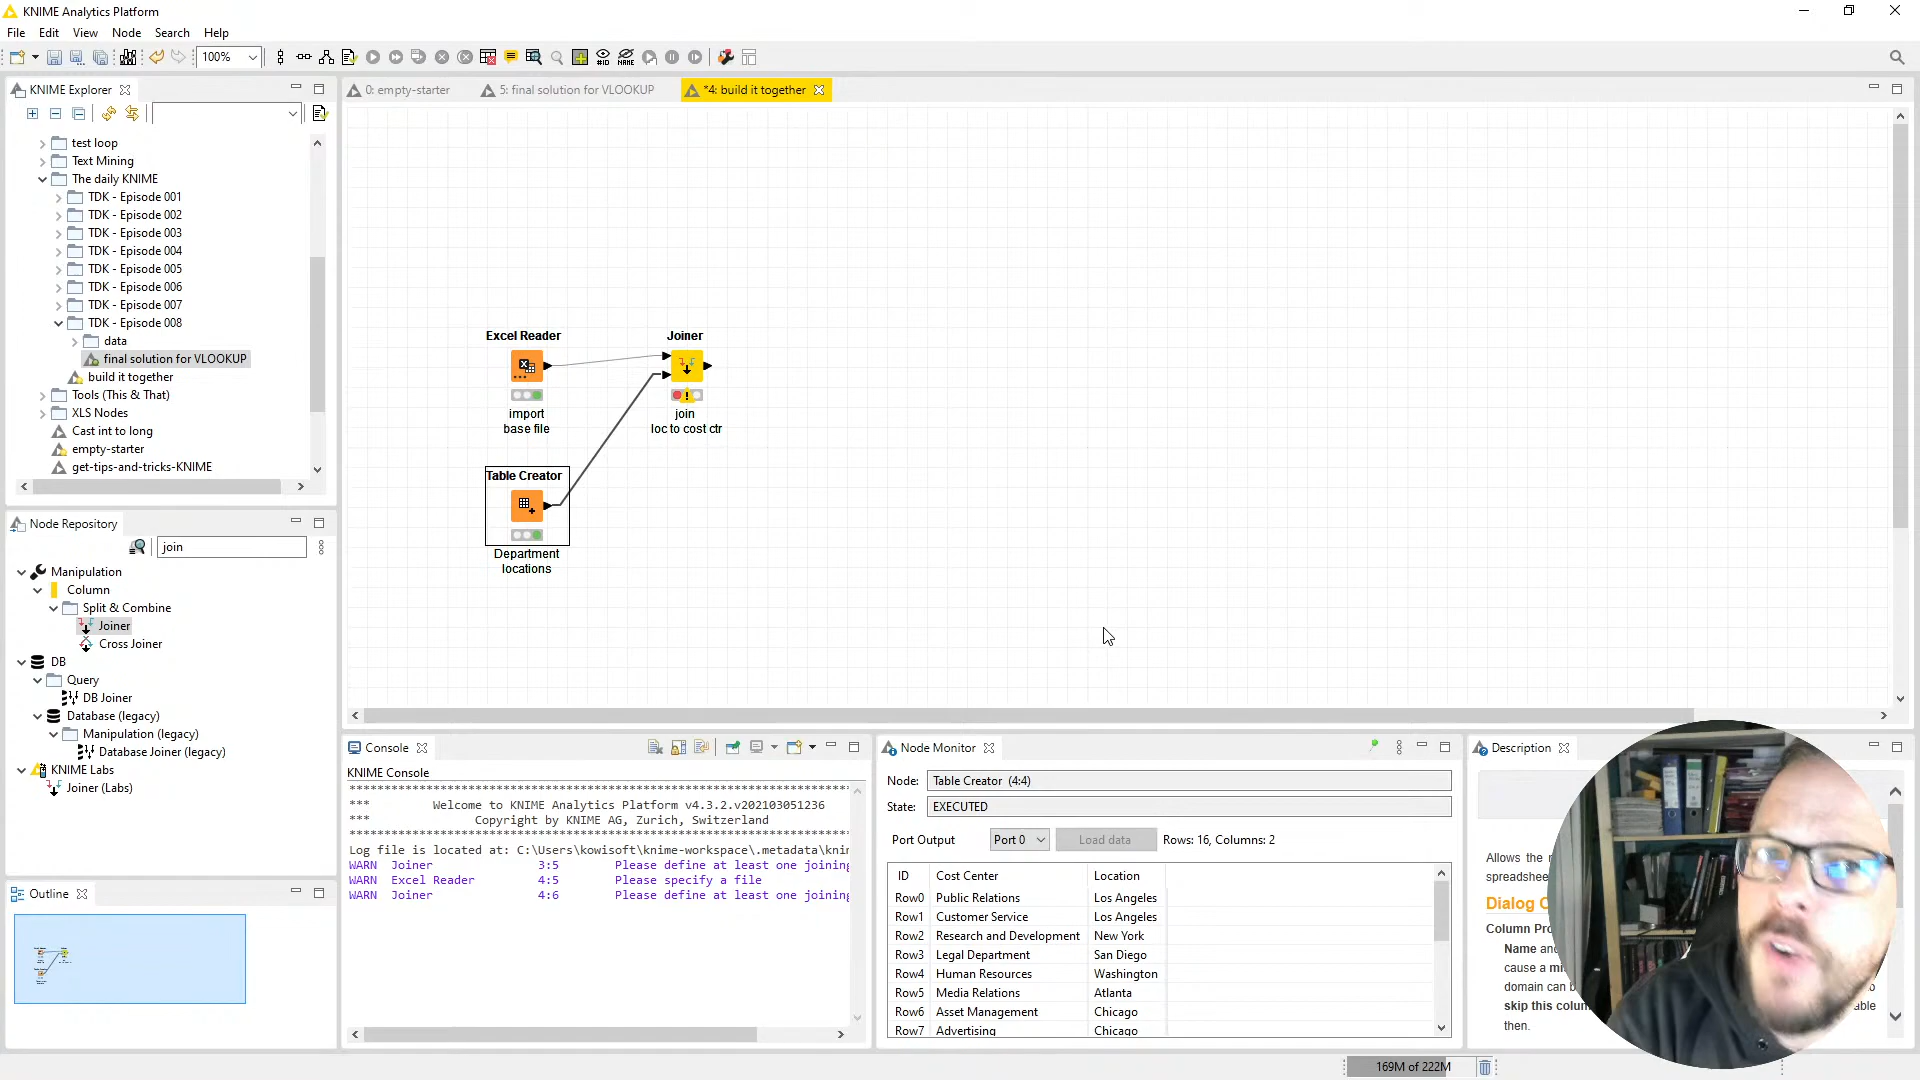 KNIME Analytics Platform
File Edit View Node Search Help
100%
#ID
NAME
KNIME Explorer
0: empty-starter
5: final solution for VLOOKUP
*4: build it together
test loop
Text Mining
The daily KNIME
TDK - Episode 001
TDK - Episode 002
TDK - Episode 003
TDK - Episode 004
TDK - Episode 005
TDK - Episode 006
TDK - Episode 007
TDK - Episode 008
data
final solution for VLOOKUP
build it together
Tools (This & That)
XLS Nodes
Cast int to long
empty-starter
get-tips-and-tricks-KNIME
Excel Reader
import
base file
Joiner
join
loc to cost ctr
Table Creator
Department
locations
Node Repository
join
Manipulation
Column
Split & Combine
Joiner
Cross Joiner
DB
Query
DB Joiner
Database (legacy)
Manipulation (legacy)
Database Joiner (legacy)
KNIME Labs
Joiner (Labs)
Outline
Console
KNIME Console
*** Welcome to KNIME Analytics Platform v4.3.2.v202103051236
*** Copyright by KNIME AG, Zurich, Switzerland
Log file is located at: C:\Users\kowisoft\knime-workspace\.metadata\knim
WARN Joiner 3:5 Please define at least one joining
WARN Excel Reader 4:5 Please specify a file
WARN Joiner 4:6 Please define at least one joining
Node Monitor
Node: Table Creator (4:4)
State: EXECUTED
Port Output Port 0 Load data Rows: 16, Columns: 2
ID Cost Center Location
Row0 Public Relations Los Angeles
Row1 Customer Service Los Angeles
Row2 Research and Development New York
Row3 Legal Department San Diego
Row4 Human Resources Washington
Row5 Media Relations Atlanta
Row6 Asset Management Chicago
Row7 Advertising Chicago
Description
Allows the
spreadshee
Dialog
Column Pro
Name and
cause a
domain can b
skip this colum
able
then.
169M of 222M